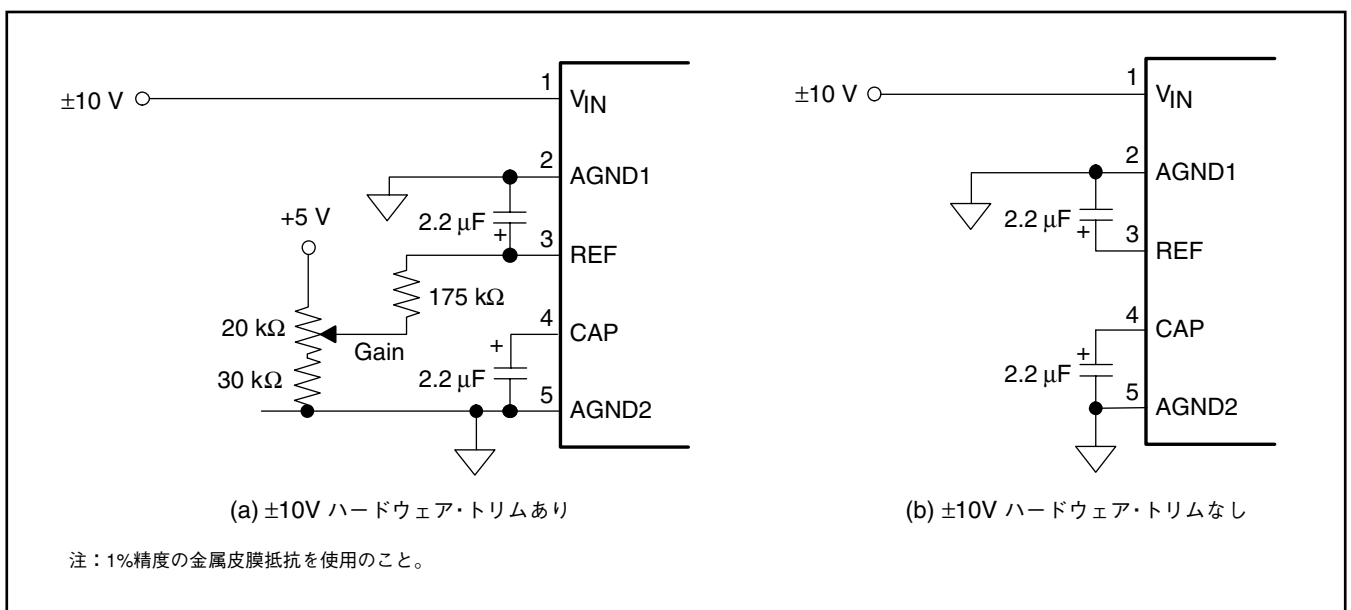 ±10 V
1
VIN
2
AGND1
2.2 μF
+
3
REF
+5 V
175 kΩ
20 kΩ
Gain
4
CAP
+
30 kΩ
2.2 μF
5
AGND2
(a) ±10V ハードウェア・トリムあり
±10 V
1
VIN
2
AGND1
2.2 μF
+
3
REF
4
CAP
+
2.2 μF
5
AGND2
(b) ±10V ハードウェア・トリムなし
注：1%精度の金属皮膜抵抗を使用のこと。